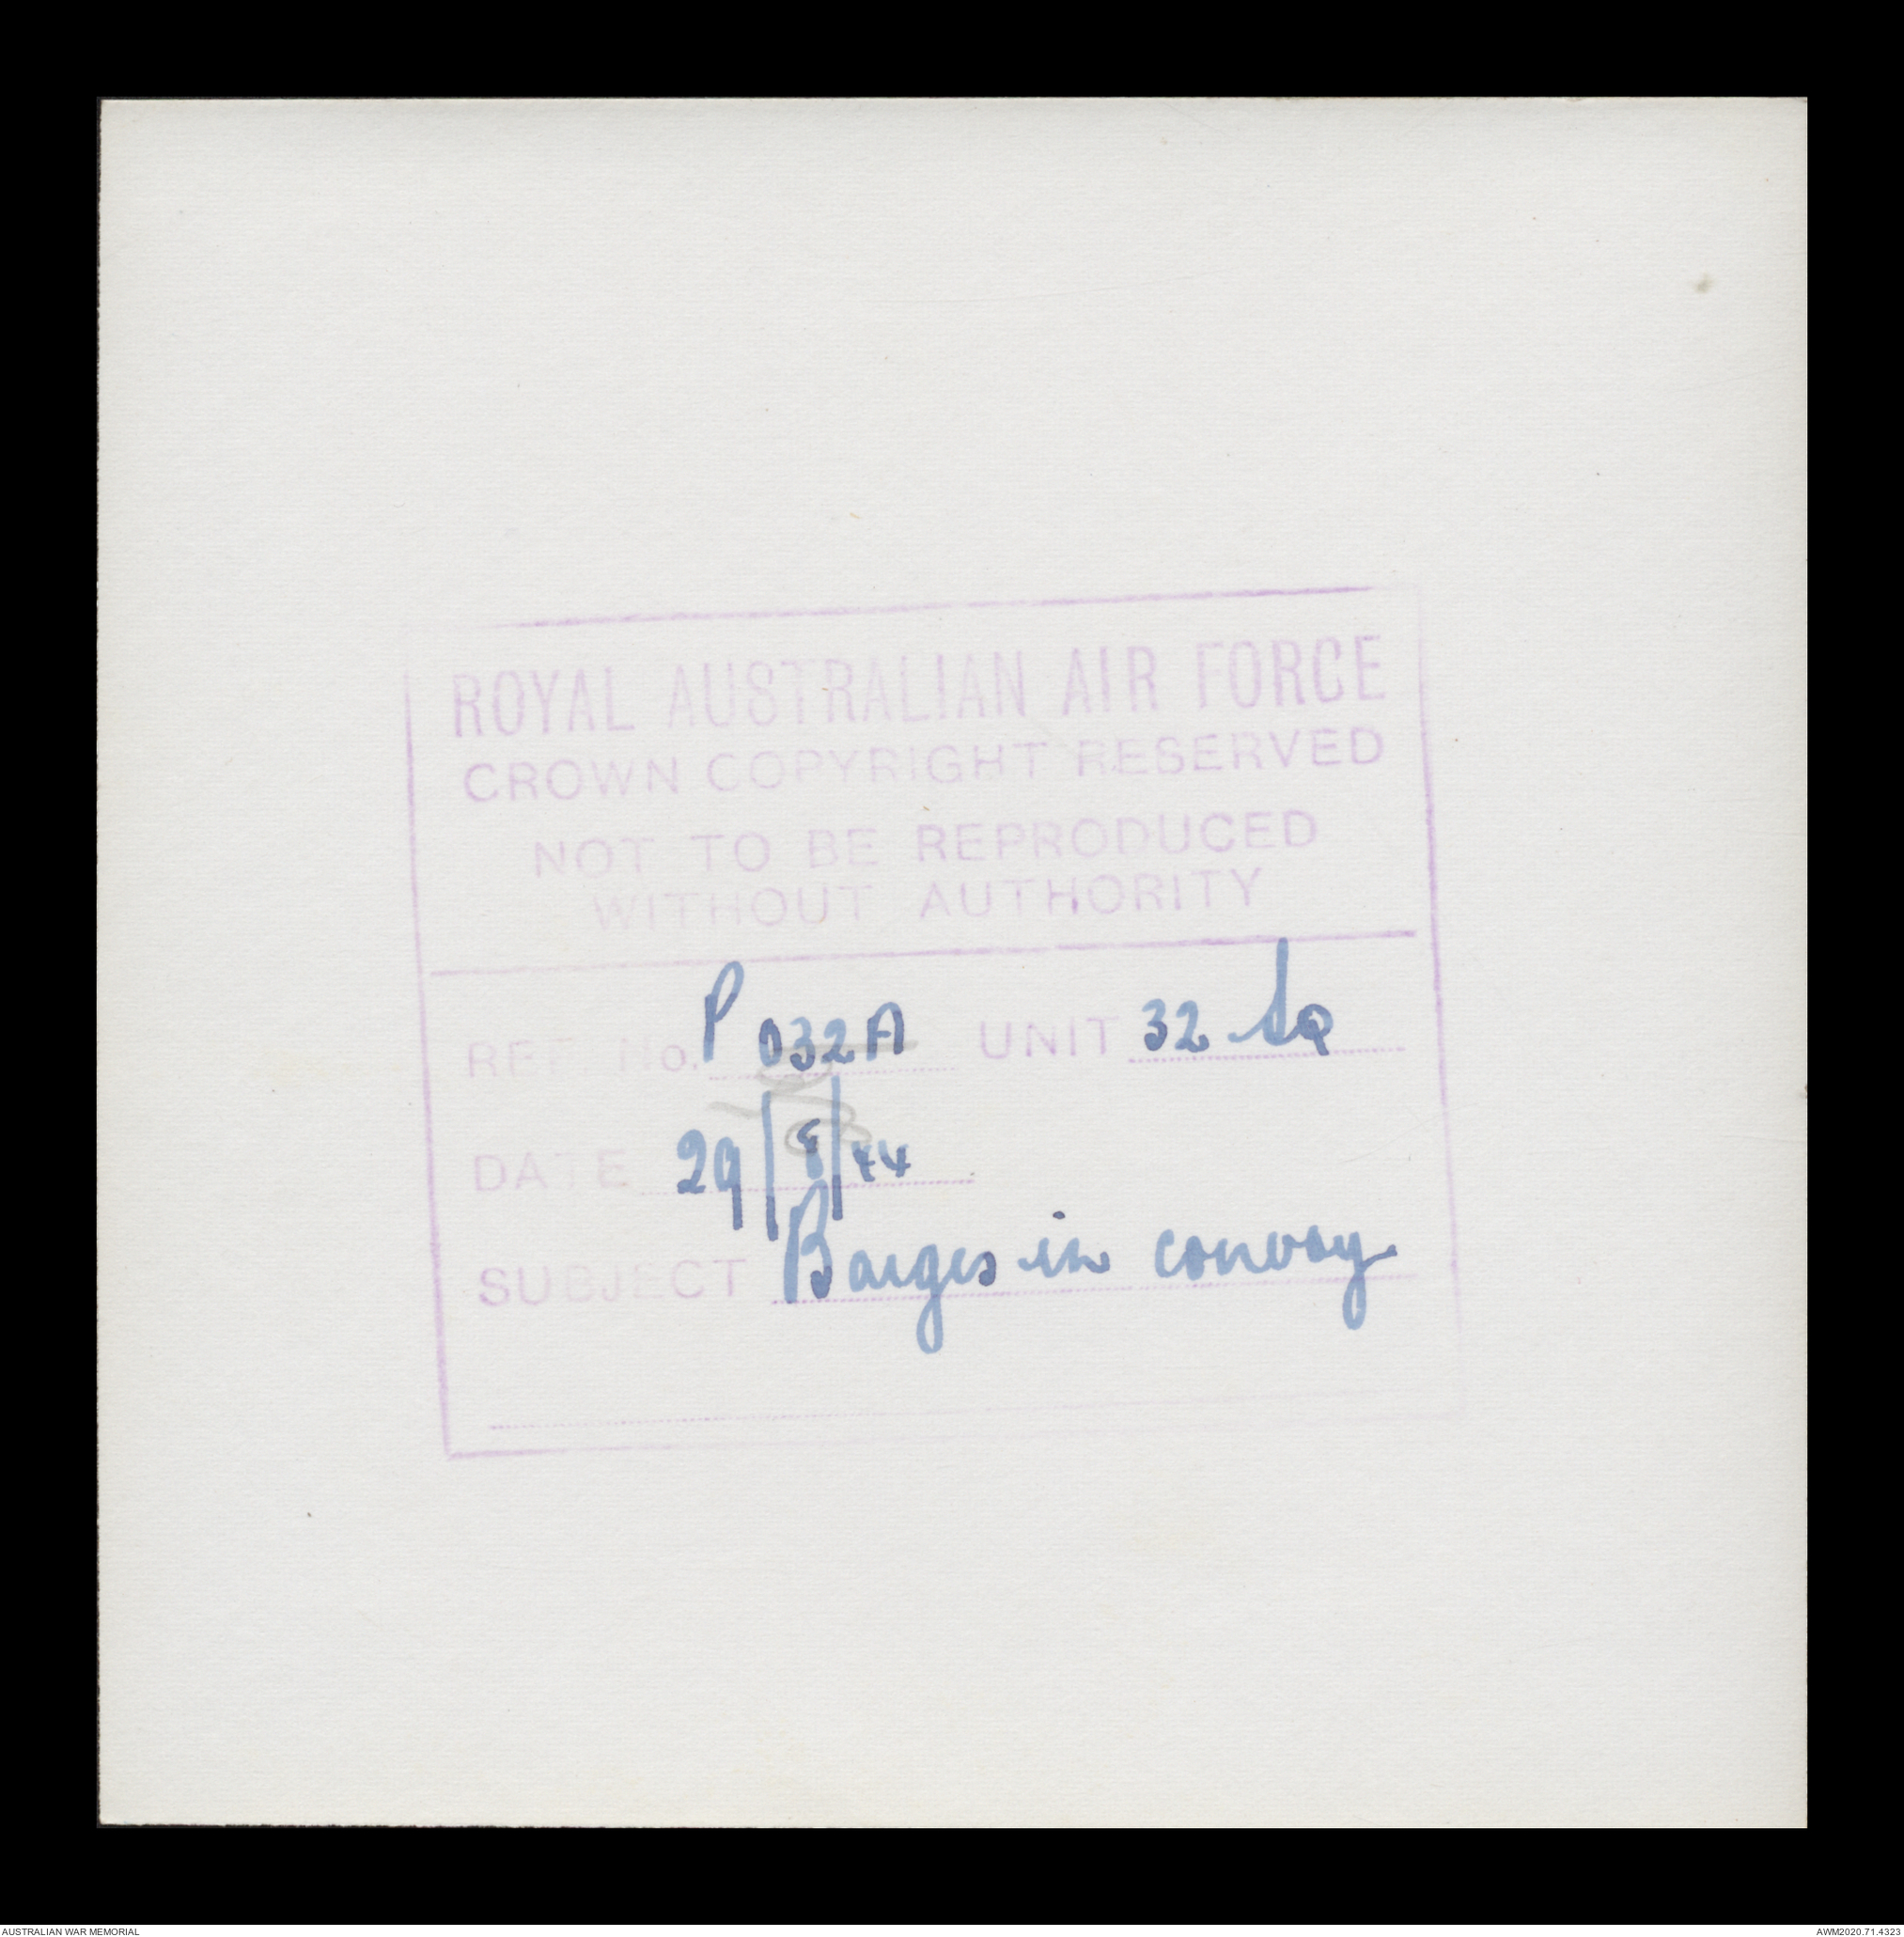 ROYAL AUSTRALIAN AIR FORCE
CROWN COPYRIGHT RESERVED
NOT TO BE REPRODUCED
WITHOUT AUTHORITY
REF. No. P 032A UNIT 32 Sq
DATE 29/8/44
SUBJECT Barges in convoy
AUSTRALIAN WAR MEMORIAL AWM2020.71.4323